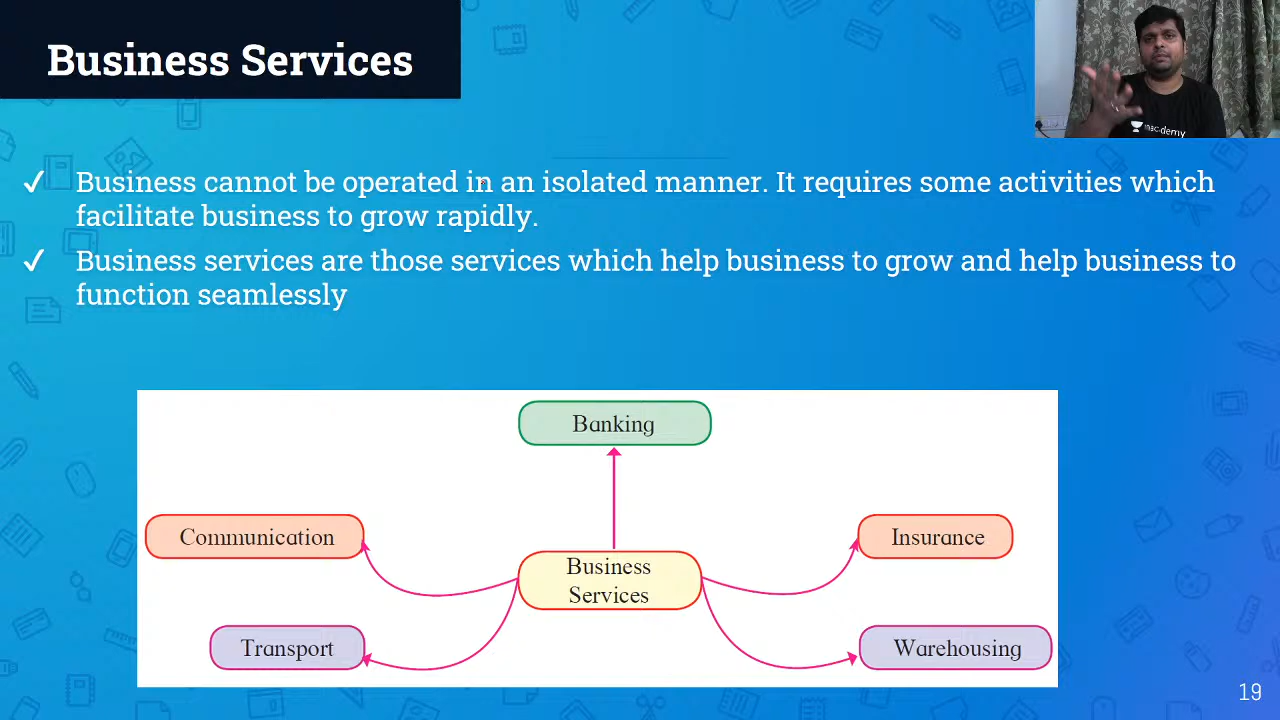 Business Services
✓ Business cannot be operated in an isolated manner. It requires some activities which
facilitate business to grow rapidly.
✓ Business services are those services which help business to grow and help business to
function seamlessly
Banking
Communication
Insurance
Business
Services
Transport
Warehousing
19